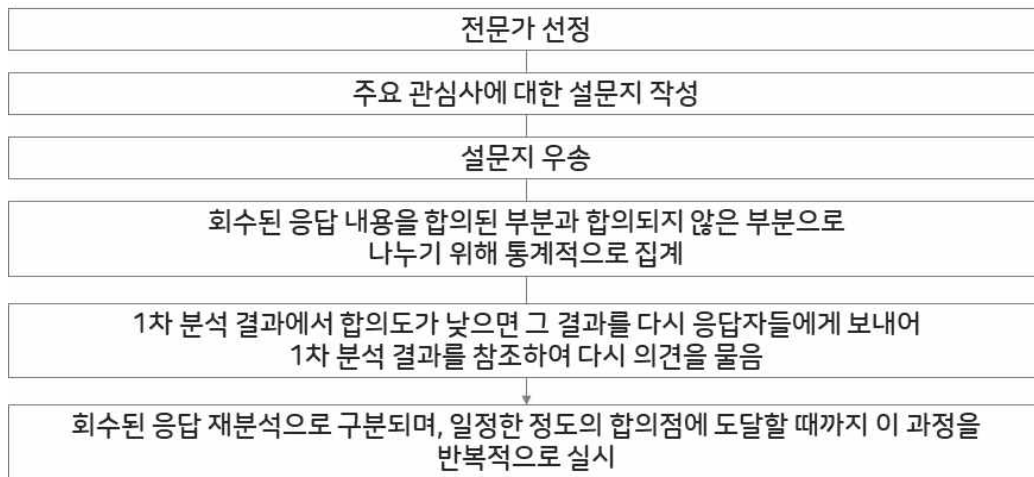 전문가 선정
주요 관심사에 대한 설문지 작성
설문지 우송
회수된 응답 내용을 합의된 부분과 합의되지 않은 부분으로
나누기 위해 통계적으로 집계
1차 분석 결과에서 합의도가 낮으면 그 결과를 다시 응답자들에게 보내어
1차 분석 결과를 참조하여 다시 의견을 물음
회수된 응답 재분석으로 구분되며, 일정한 정도의 합의점에 도달할 때까지 이 과정을
반복적으로 실시